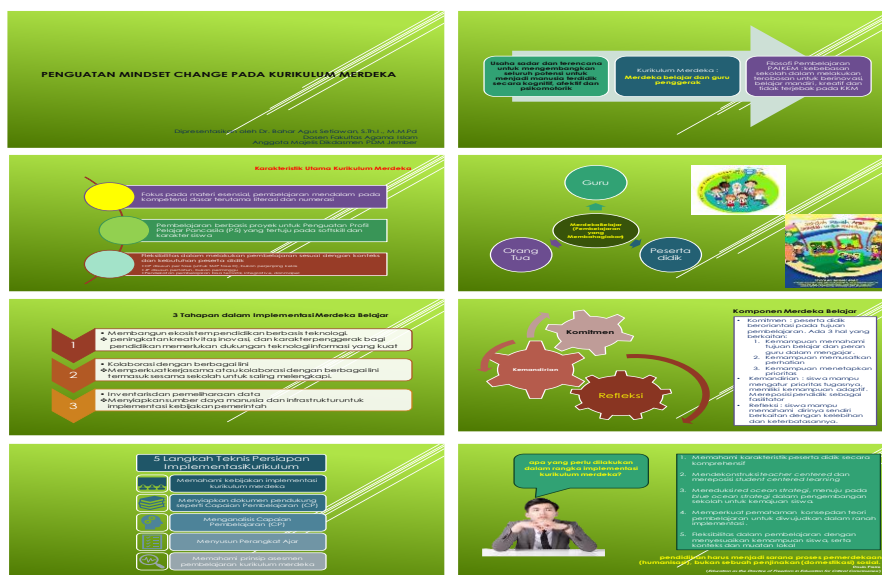 PENGUATAN MINDSET CHANGE PADA KURIKULUM MERDEKA
Dipresentasikan oleh Dr. Bahar Agus Setiawan, S.Th.I., M.M.Pd
Dosen Fakultas Agama Islam
Anggota Majelis Dikdasmen PDM Jember
Usaha sadar dan terencana
untuk mengembangkan
seluruh potensi untuk
menjadi manusia terdidik
secara kognitif, afektif dan
psikomotorik
Kurikulum Merdeka :
Merdeka belajar dan guru
penggerak
Filosofi Pembelajaran
PAIKEM :kebebasan
sekolah dalam melakukan
terobosan untuk berinovasi,
belajar mandiri, kreatif dan
tidak terjebak pada KKM
Karakteristik Utama Kurikulum Merdeka
Fokus pada materi esensial, pembelajaran mendalam pada
kompetensi dasar terutama literasi dan numerasi
Pembelajaran berbasis proyek untuk Penguatan Profil
Pelajar Pancasila (P5) yang tertuju pada softskill dan
karakter siswa
Fleksibilitas dalam melakukan pembelajaran sesuai dengan konteks
dan kebutuhan peserta didik
Guru
MerdekaBelajar
(Pembelajaran
yang
Membahagiakan)
Orang
Tua
Peserta
didik
3 Tahapan dalam Implementasi Merdeka Belajar
1
• Membangun ekosistem pendidikan berbasis teknologi.
❖ peningkatan kreativitas, inovasi, dan karakter penggerak bagi
pendidikan memerlukan dukungan teknologi informasi yang kuat
2
• Kolaborasi dengan berbagai lini
❖Memperkuat kerjasama atau kolaborasi dengan berbagai lini
termasuk sesama sekolah untuk saling melengkapi.
3
• Inventaris dan pemeliharaan data
❖Menyiapkan sumber daya manusia dan infrastruktur untuk
implementasi kebijakan pemerintah
Komponen Merdeka Belajar
Komitmen
Kemandirian
Refleksi
• Komitmen : peserta didik
berorientasi pada tujuan
pembelajaran. Ada 3 hal yang
berkaitan:
1. Kemampuan memahami
tujuan belajar dan peran
guru dalam mengajar.
2. Kemampuan memusatkan
perhatian
3. Kemampuan menetapkan
prioritas
• Kemandirian : siswa mampu
mengatur prioritas tugasnya,
memiliki kemampuan adaptif.
Mereposisi pendidik sebagai
fasilitator
• Refleksi : siswa mampu
memahami dirinya sendiri
berkaitan dengan kelebihan
dan keterbatasannya.
5 Langkah Teknis Persiapan
Implementasi Kurikulum
Memahami kebijakan implementasi
kurikulum merdeka
Menyiapkan dokumen pendukung
seperti Capaian Pembelajaran (CP)
Menganalisis Capaian
Pembelajaran (CP)
Menyusun Perangkat Ajar
Memahami prinsip asesmen
pembelajaran kurikulum merdeka
apa yang perlu dilakukan
dalam rangka implementasi
kurikulum merdeka?
1. Memahami karakteristik peserta didik secara
komprehensif
2. Mendekonstruksi teacher centered dan
mereposisi student centered learning
3. Mereduksi red ocean strategi, menuju pada
blue ocean strategi dalam pengembangan
sekolah untuk kemajuan siswa.
4. Memperkuat pemahaman konsep dan teori
pembelajaran untuk diwujudkan dalam ranah
implementasi.
5. Fleksibilitas dalam pembelajaran dengan
menyesuaikan kemampuan siswa, serta
konteks dan muatan lokal
pendidikan harus menjadi sarana proses pemerdekaan
(humanisasi), bukan sebuah penjinakan (domestifikasi) sosial.